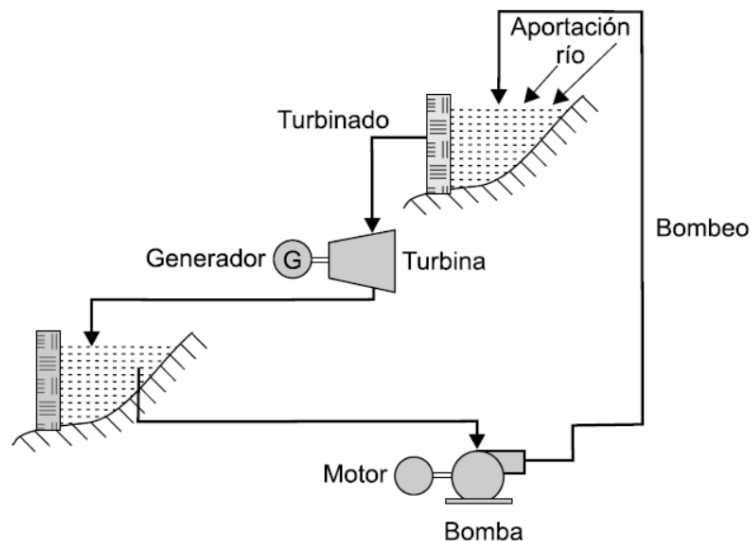 Aportación
río
Turbinado
Bombeo
Generador
G
Turbina
Motor
Bomba